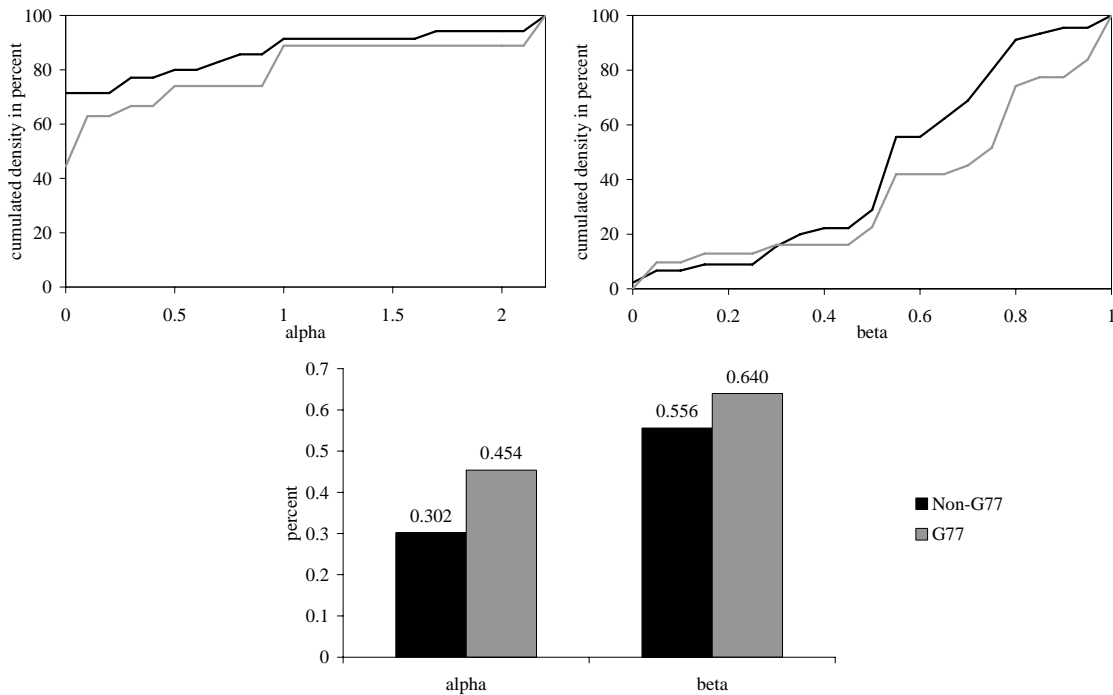 cumulated density in percent
100
80
60
40
20
0
0 0.5 1 1.5 2
alpha
cumulated density in percent
100
80
60
40
20
0
0 0.2 0.4 0.6 0.8 1
beta
percent
0.7
0.6
0.5
0.4
0.3
0.2
0.1
0
0.302
0.454
0.556
0.640
alpha beta
Non-G77
G77